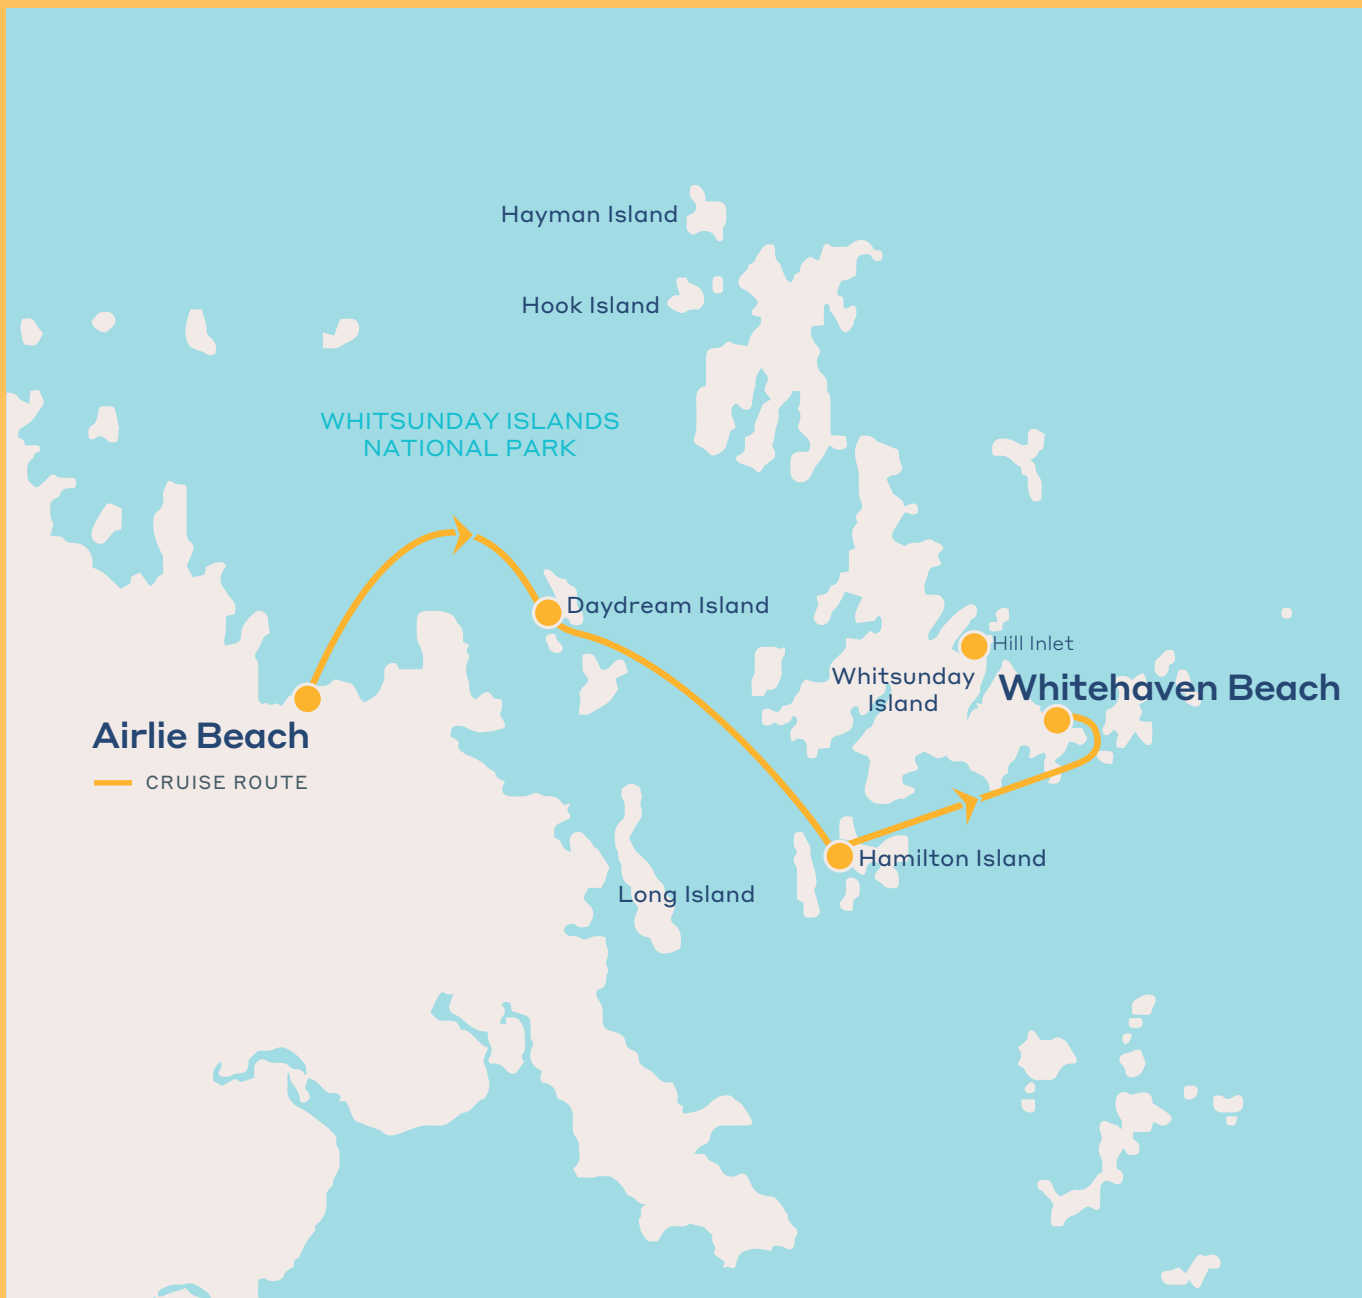 Hayman Island
Hook Island
WHITSUNDAY ISLANDS
NATIONAL PARK
Daydream Island
Hill Inlet
Whitsunday
Island
Whitehaven Beach
Airlie Beach
CRUISE ROUTE
Hamilton Island
Long Island